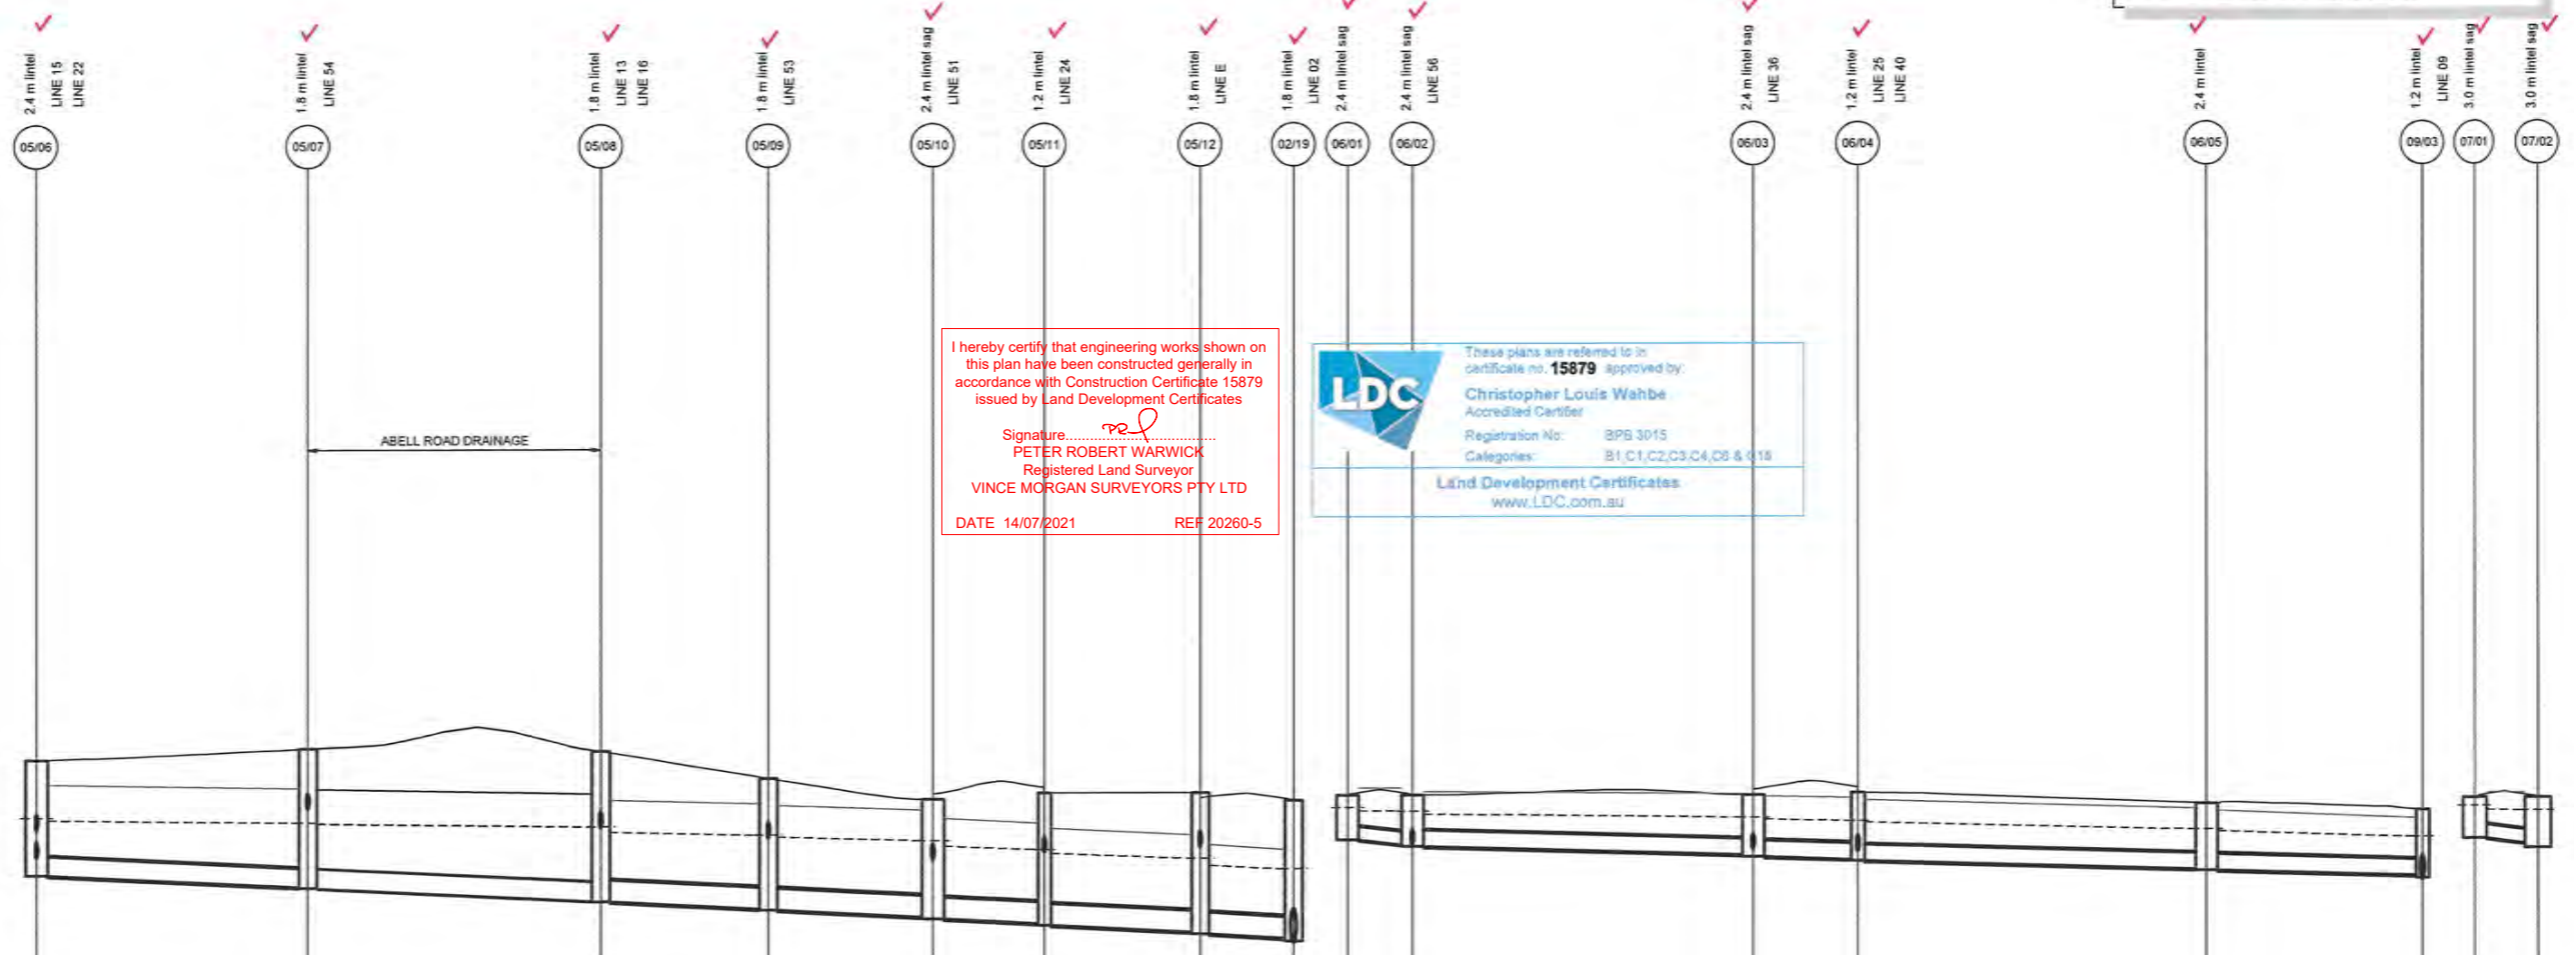 2.4 m lintel
LINE 15
LINE 22
05/06
1.8 m lintel
LINE 54
05/07
1.8 m lintel
LINE 13
LINE 16
05/08
1.8 m lintel
LINE 53
05/09
2.4 m lintel sag
LINE 51
05/10
1.2 m lintel
LINE 24
05/11
1.8 m lintel
LINE E
05/12
1.8 m lintel
LINE 02
02/19
2.4 m lintel sag
06/01
2.4 m lintel sag
LINE 56
06/02
2.4 m lintel sag
LINE 36
06/03
1.2 m lintel
LINE 25
LINE 40
06/04
2.4 m lintel
06/05
1.2 m lintel
LINE 09
09/03
3.0 m lintel sag
07/01
3.0 m lintel sag
07/02
ABELL ROAD DRAINAGE
I hereby certify that engineering works shown on
this plan have been constructed generally in
accordance with Construction Certificate 15879
issued by Land Development Certificates
Signature
PETER ROBERT WARWICK
Registered Land Surveyor
VINCE MORGAN SURVEYORS PTY LTD
DATE 14/07/2021 REF 20260-5
LDC
These plans are referred to in
certificate no. 15879 approved by:
Christopher Louis Wahbe
Accredited Certifier
Registration No: BPB 3015
Categories: B1,C1,C2,C3,C4,C6 &
Land Development Certificates
www.LDC.com.au